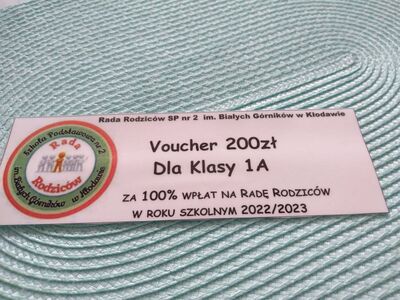 Rada Rodziców SP nr 2 im. Białych Górników w Kłodawie
Szkoła Podstawowa nr 2
im. Białych Górników w Kłodawie
Rada
Rodziców
Voucher 200zł
Dla Klasy 1A
ZA 100% WPŁAT NA RADĘ RODZICÓW
W ROKU SZKOLNYM 2022/2023